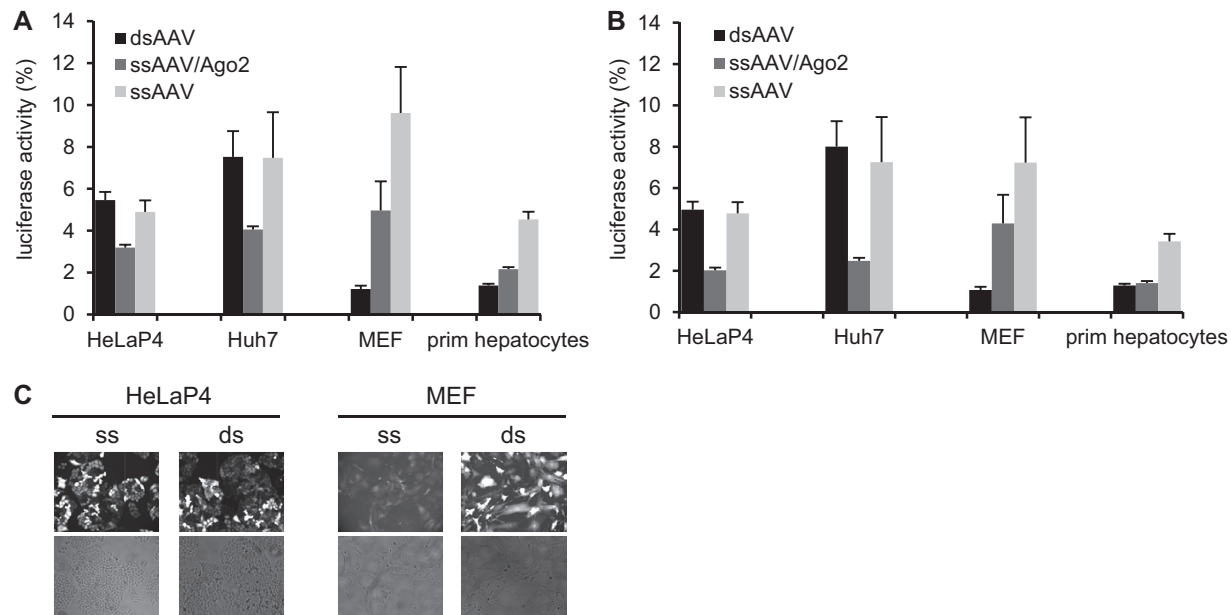 A
14
12
10
8
6
4
2
0
luciferase activity (%)
dsAAV
ssAAV/Ago2
ssAAV
HeLaP4 Huh7 MEF prim hepatocytes
B
14
12
10
8
6
4
2
0
luciferase activity (%)
dsAAV
ssAAV/Ago2
ssAAV
HeLaP4 Huh7 MEF prim hepatocytes
C
HeLaP4 MEF
ss ds ss ds